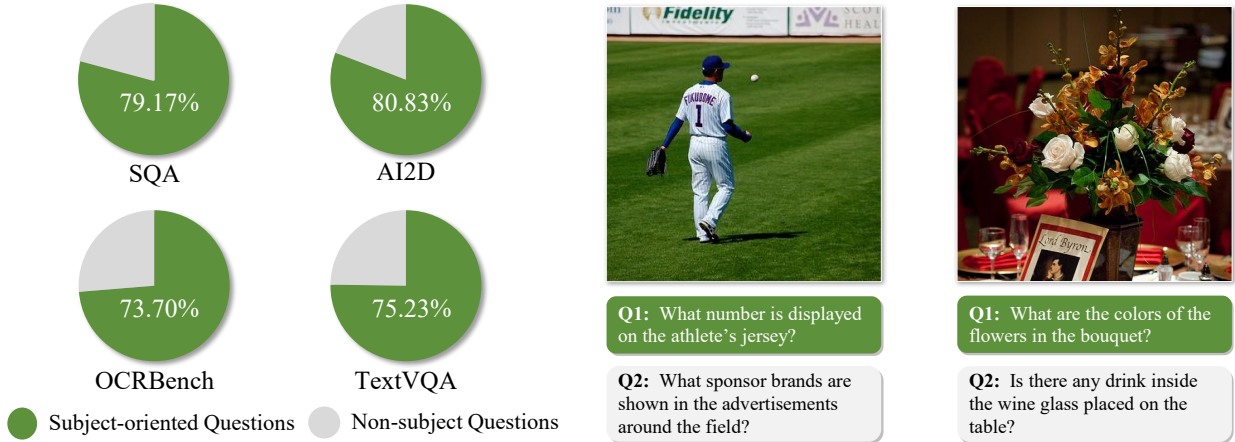 79.17%
SQA
80.83%
AI2D
73.70%
OCRBench
75.23%
TextVQA
Subject-oriented Questions
Non-subject Questions
Fidelity
INVESTMENTS
SCOT
HEAL
FUKUDOME
1
Q1: What number is displayed
on the athlete's jersey?
Q2: What sponsor brands are
shown in the advertisements
around the field?
Lord Byron
Q1: What are the colors of the
flowers in the bouquet?
Q2: Is there any drink inside
the wine glass placed on the
table?